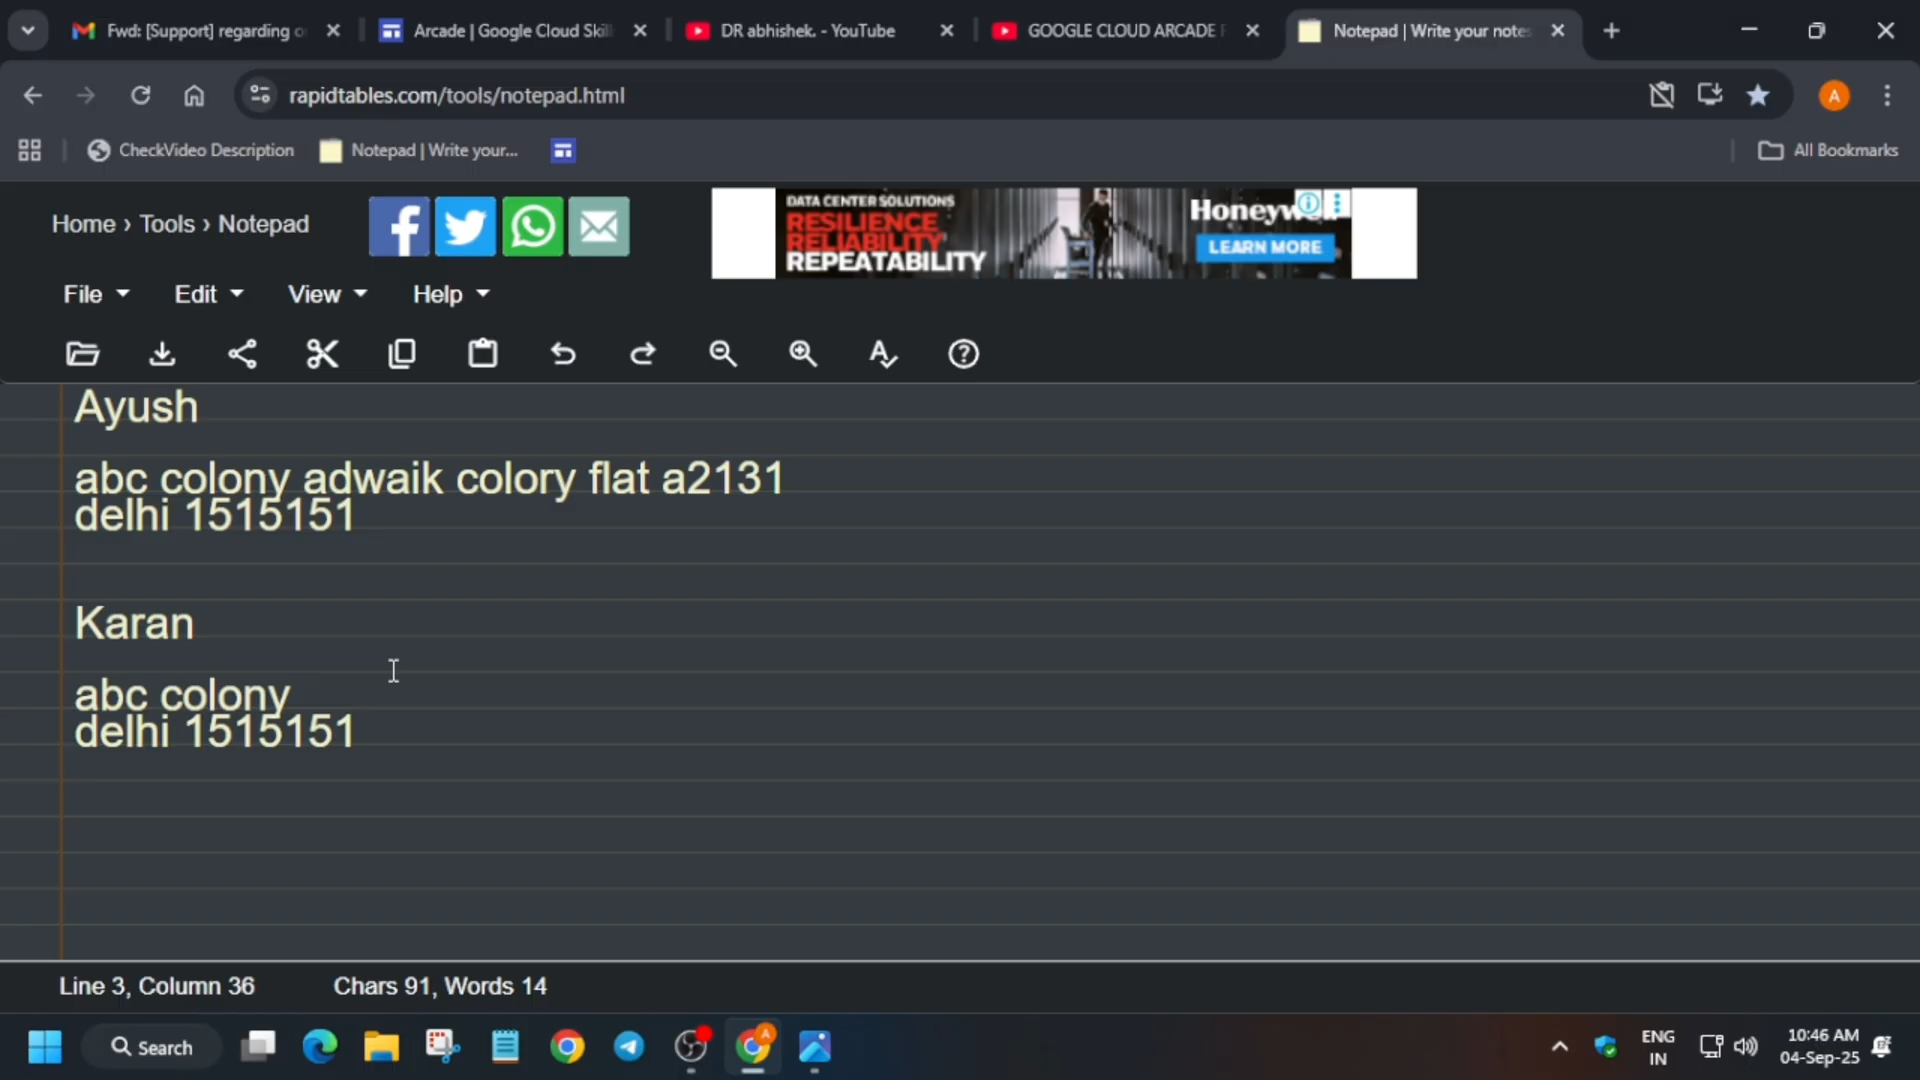 Fwd: [Support] regarding o
Arcade | Google Cloud Skil
DR abhishek. - YouTube
GOOGLE CLOUD ARCADE F
Notepad | Write your notes
rapidtables.com/tools/notepad.html
A
CheckVideo Description
Notepad | Write your...
All Bookmarks
Home › Tools › Notepad
DATA CENTER SOLUTIONS
RESILIENCE
RELIABILITY
REPEATABILITY
LEARN MORE
File
Edit
View
Help
Ayush
abc colony adwaik colory flat a2131
delhi 1515151
Karan
abc colony
delhi 1515151
Line 3, Column 36
Chars 91, Words 14
Search
A
ENG
IN
10:46 AM
04-Sep-25